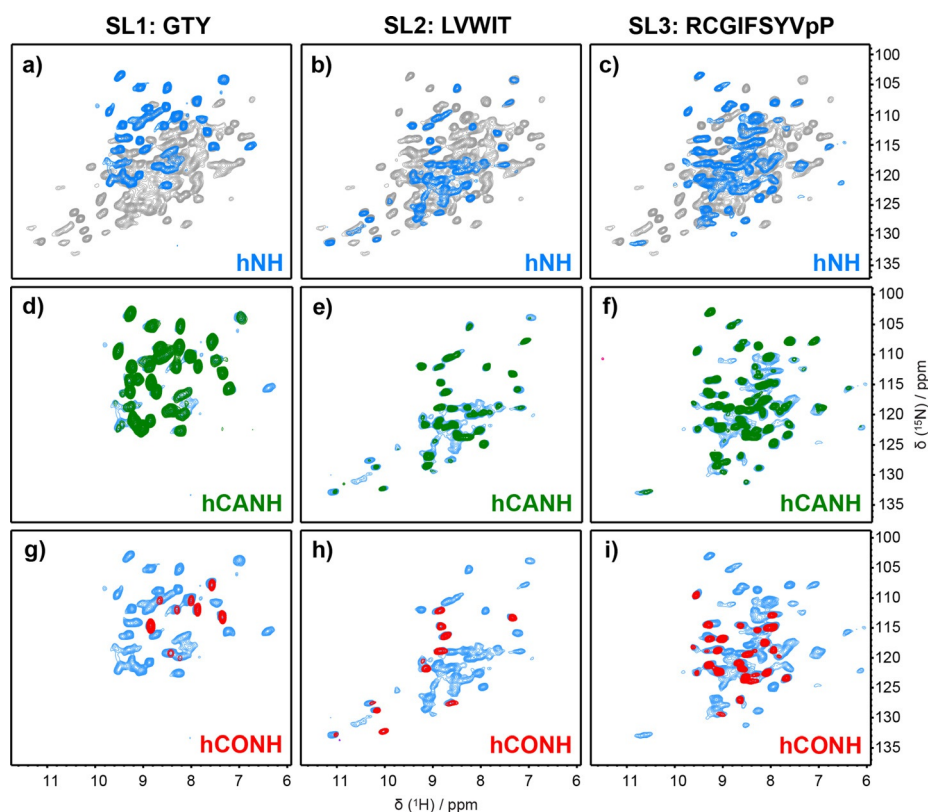 SL1: GTY SL2: LVWIT SL3: RCGIFSYVpP
a) b) c)
100
105
110
115
120
125
130
135
hNH hNH hNH
d) e) f)
100
105
110
115
120
125
130
135
hCANH hCANH hCANH
g) h) i)
100
105
110
115
120
125
130
135
hCONH hCONH hCONH
δ (¹⁵N) / ppm
11 10 9 8 7 6 11 10 9 8 7 6 11 10 9 8 7 6
δ (¹H) / ppm